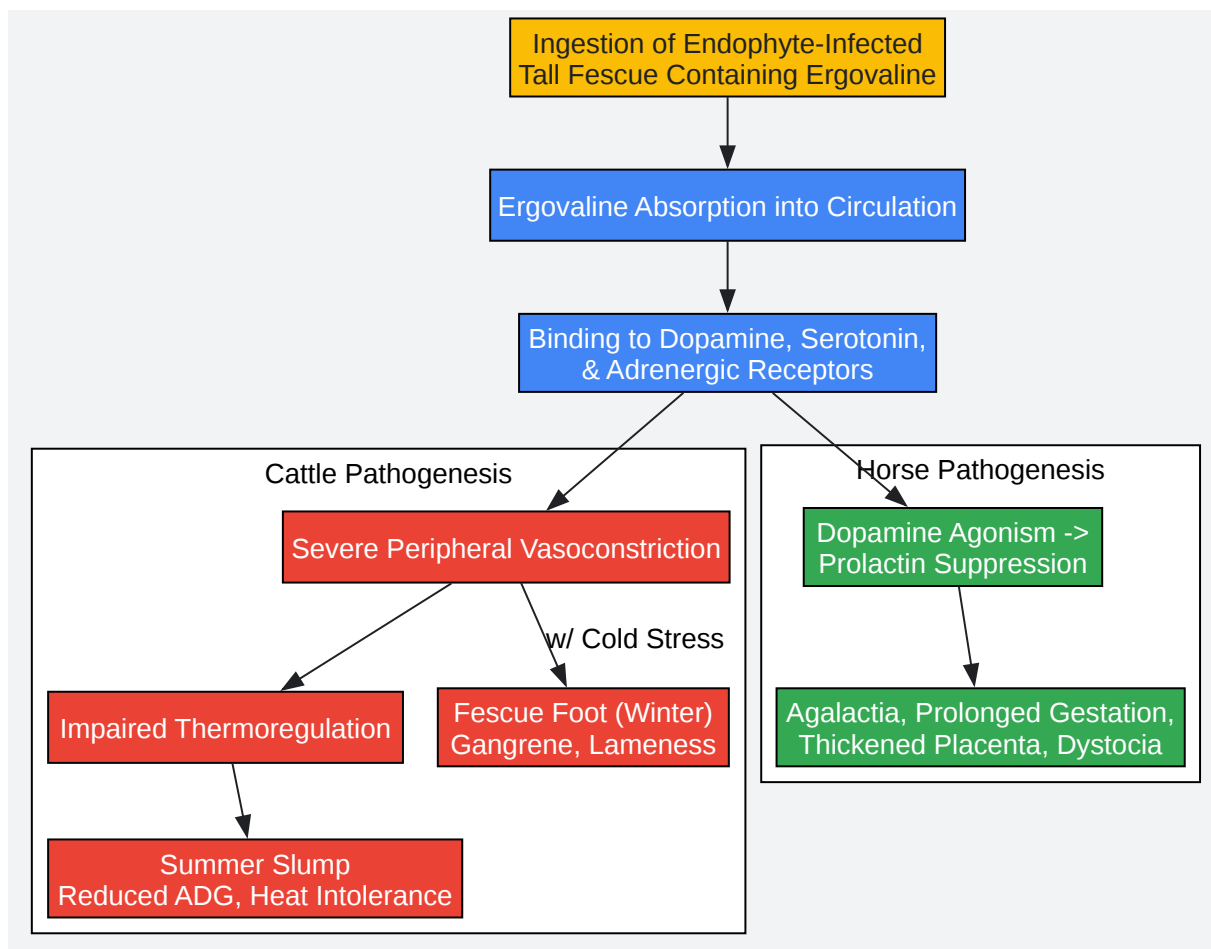 Ingestion of Endophyte-Infected
Tall Fescue Containing Ergovaline
Ergovaline Absorption into Circulation
Binding to Dopamine, Serotonin,
& Adrenergic Receptors
Cattle Pathogenesis
Severe Peripheral Vasoconstriction
w/ Cold Stress
Impaired Thermoregulation
Fescue Foot (Winter)
Gangrene, Lameness
Summer Slump
Reduced ADG, Heat Intolerance
Horse Pathogenesis
Dopamine Agonism ->
Prolactin Suppression
Agalactia, Prolonged Gestation,
Thickened Placenta, Dystocia